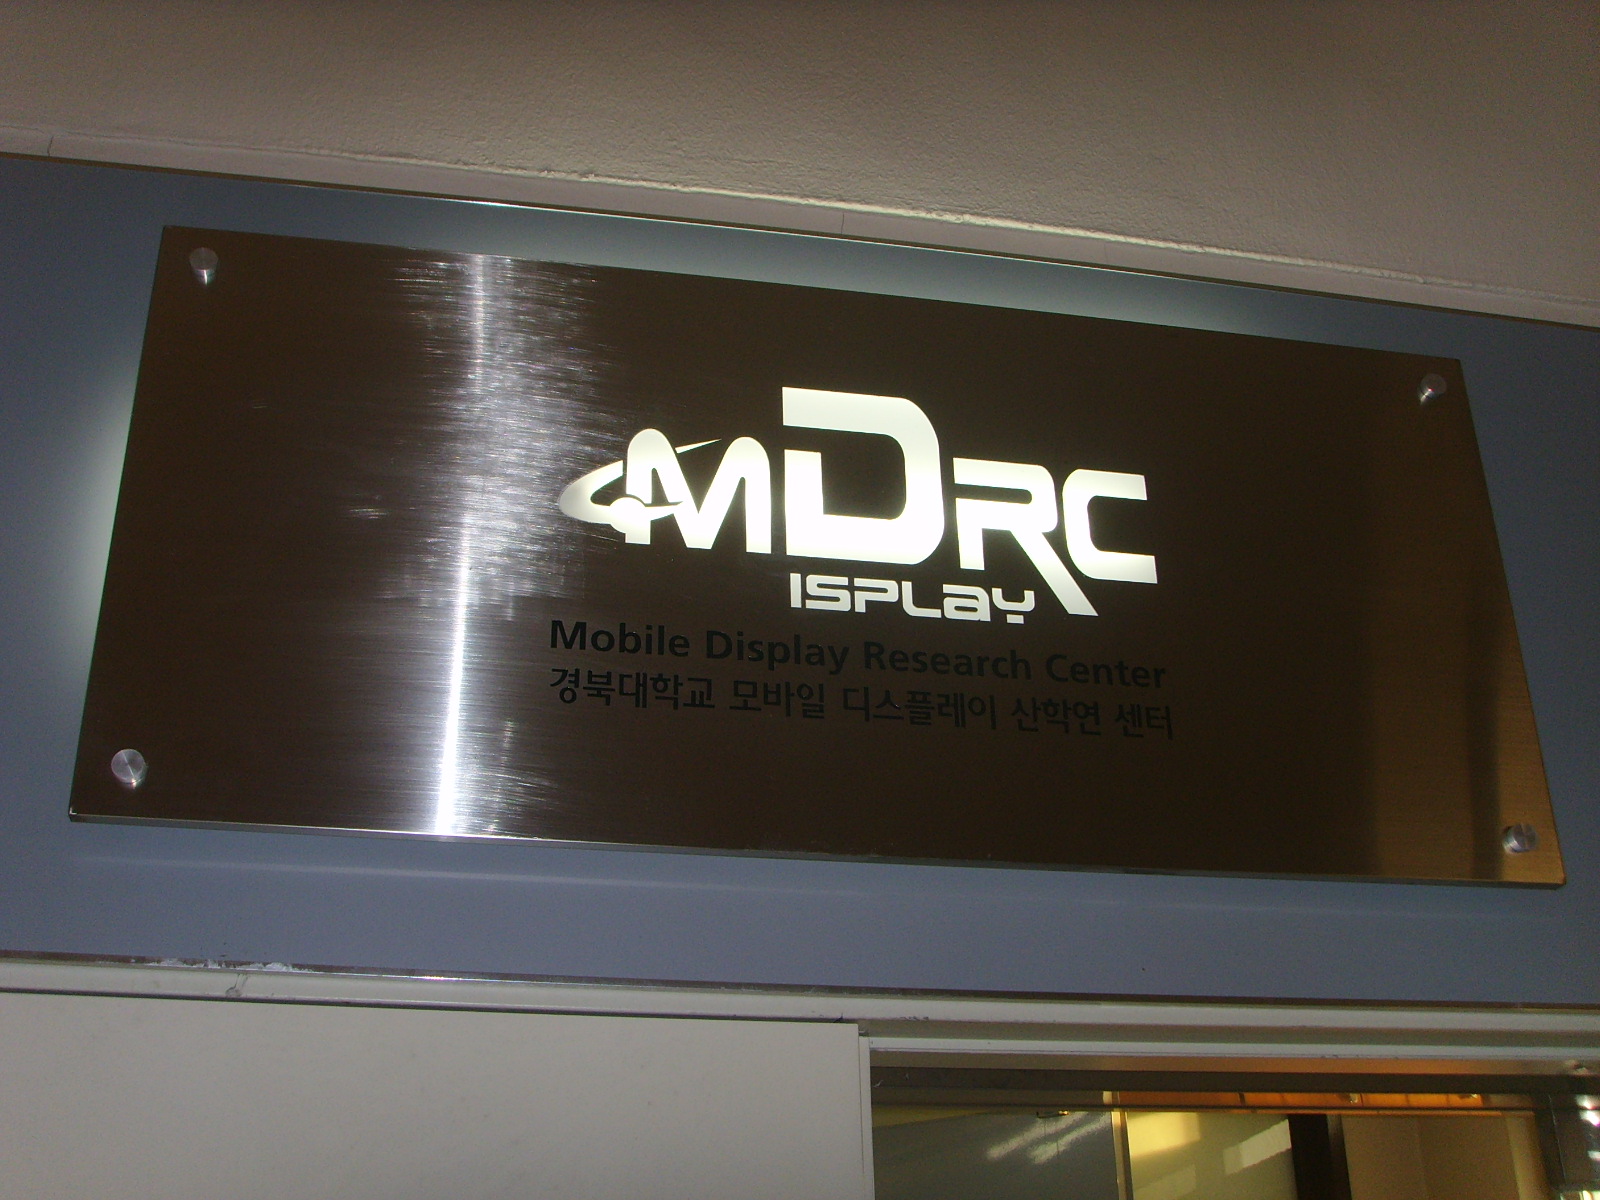 MDRC
ISPLAY
Mobile Display Research Center
경북대학교 모바일 디스플레이 산학연 센터